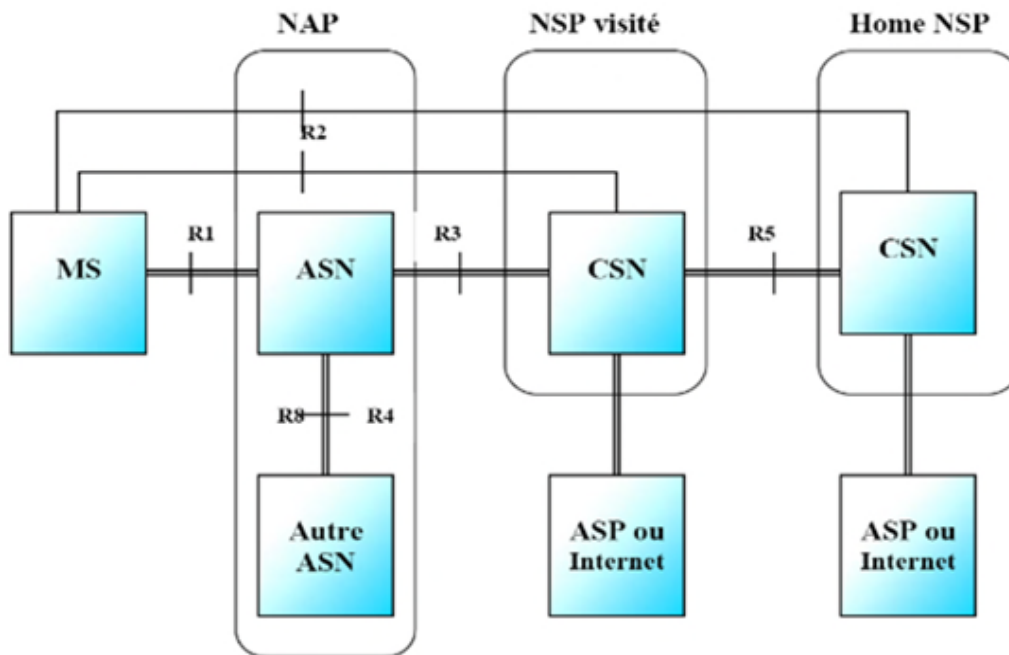 NAP
NSP visité
Home NSP
R2
R1
R3
R5
MS
ASN
CSN
CSN
R8
R4
Autre
ASN
ASP ou
Internet
ASP ou
Internet